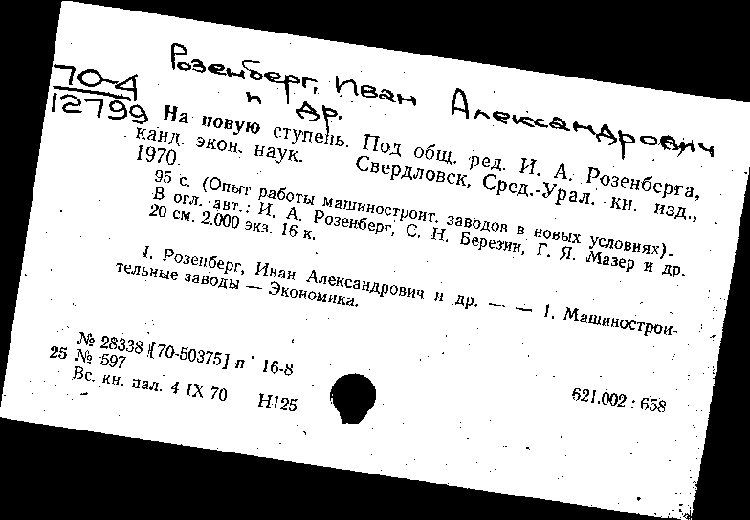 Розенберг, Иван Александрович
и др.
70-4
12799
На новую ступень. Под общ. ред. И. А. Розенберга,
канд. экон. наук. Свердловск, Сред.-Урал. кн. изд.,
1970.
95 с. (Опыт работы машиностроит. заводов в новых условиях).
В огл. авт.: И. А. Розенберг, С. Н. Березин, Г. Я. Мазер и др.
20 см. 2.000 экз. 16 к.
1. Розенберг, Иван Александрович и др. — — 1. Машинострои-
тельные заводы — Экономика.
№ 28338 [70-50375] п 16-8
25 № 597
Вс. кн. пал. 4 IX 70 Н125
621.002 : 658